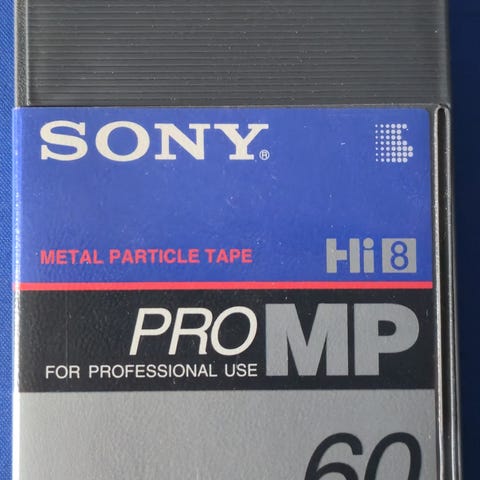 SONY®
METAL PARTICLE TAPE Hi8
PRO MP
FOR PROFESSIONAL USE
60